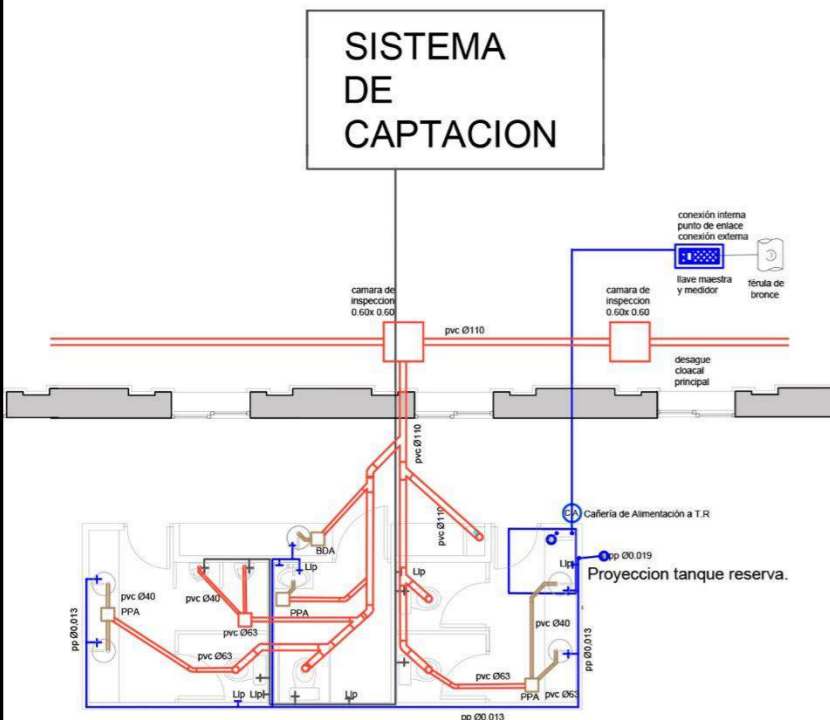 SISTEMA
DE
CAPTACION
conexión interna
punto de enlace
conexión externa
llave maestra
y medidor
férula de
bronce
camara de
inspeccion
0.60x 0.60
camara de
inspeccion
0.60x 0.60
pvc Ø110
desague
cloacal
principal
pvc Ø110
pvc Ø110
CA
Cañería de Alimentación a T.R
BDA
Llp
Llp
Llp
pp Ø0.019
Proyeccion tanque reserva.
pvc Ø40
PPA
pvc Ø40
PPA
pvc Ø40
pp Ø0,013
pvc Ø63
pvc Ø63
pvc Ø63
PPA
pvc Ø63
pp Ø0,013
Llp
Llp
Llp
pp Ø0.013